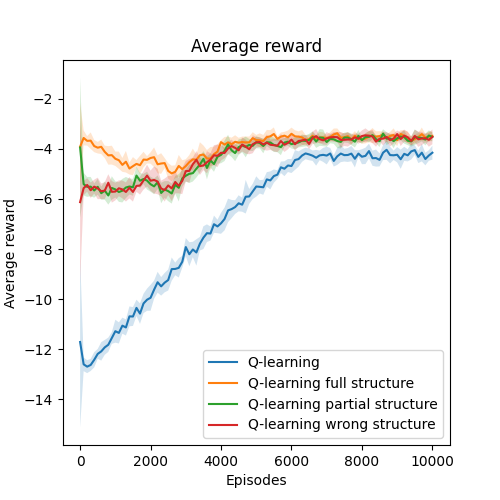 Average reward
Average reward
−2
−4
−6
−8
−10
−12
−14
0
2000
4000
6000
8000
10000
Episodes
Q-learning
Q-learning full structure
Q-learning partial structure
Q-learning wrong structure